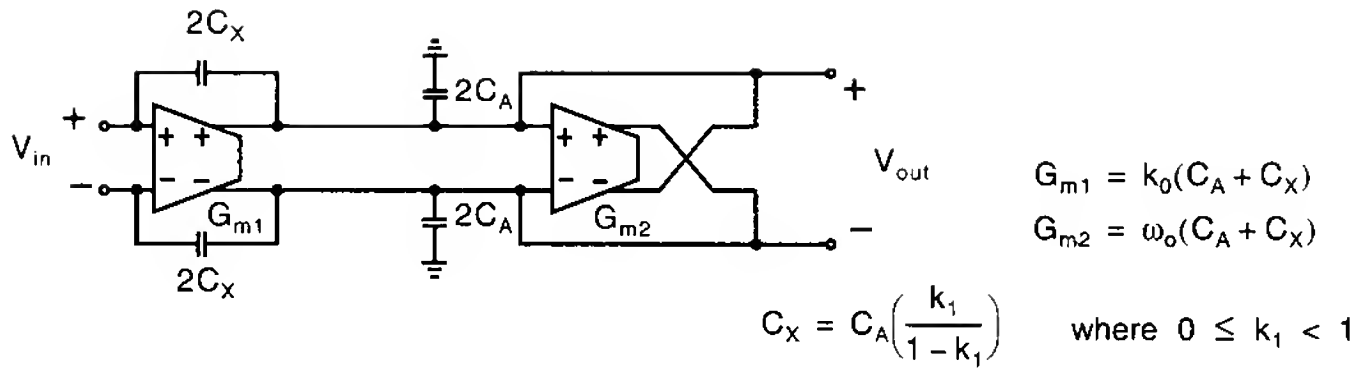 2C_X
+
V_in
−
+ +
− −
G_m1
2C_X
2C_A
2C_A
+ +
− −
G_m2
+
V_out
−
G_m1 = k_0(C_A + C_X)
G_m2 = ω_o(C_A + C_X)
C_X = C_A(k_1 / (1 − k_1)) where 0 ≤ k_1 < 1